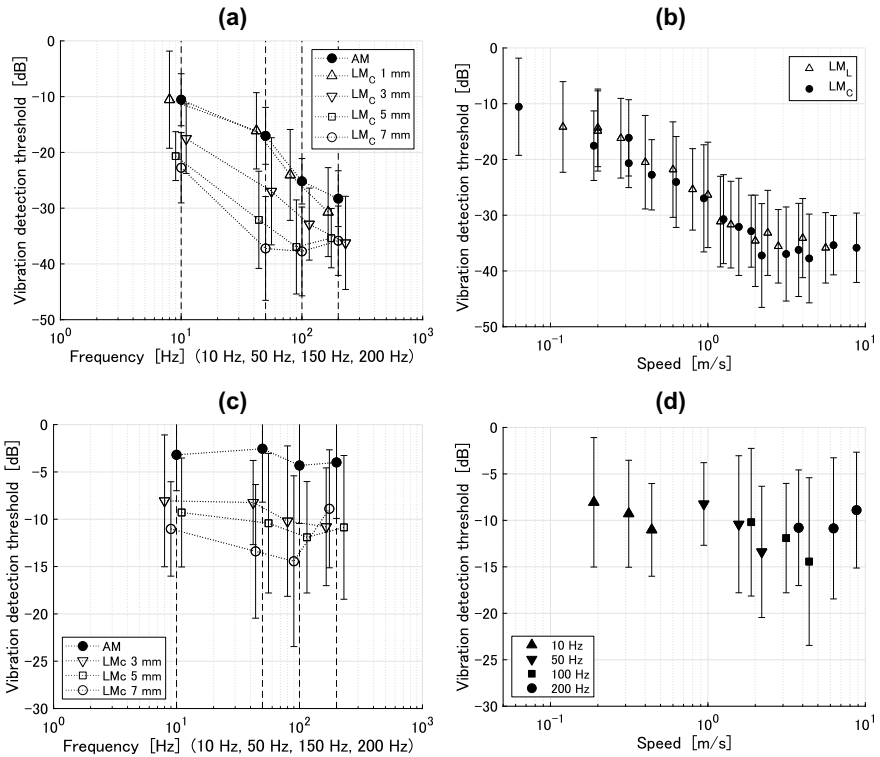 (a)
0
−10
−20
−30
−40
−50
Vibration detection threshold [dB]
AM
LMC 1 mm
LMC 3 mm
LMC 5 mm
LMC 7 mm
10^0
10^1
10^2
10^3
Frequency [Hz] (10 Hz, 50 Hz, 150 Hz, 200 Hz)
(b)
0
−10
−20
−30
−40
−50
Vibration detection threshold [dB]
LML
LMC
10^−1
10^0
10^1
Speed [m/s]
(c)
0
−5
−10
−15
−20
−25
−30
Vibration detection threshold [dB]
AM
LMc 3 mm
LMc 5 mm
LMc 7 mm
10^0
10^1
10^2
10^3
Frequency [Hz] (10 Hz, 50 Hz, 150 Hz, 200 Hz)
(d)
0
−5
−10
−15
−20
−25
−30
Vibration detection threshold [dB]
10 Hz
50 Hz
100 Hz
200 Hz
10^−1
10^0
10^1
Speed [m/s]